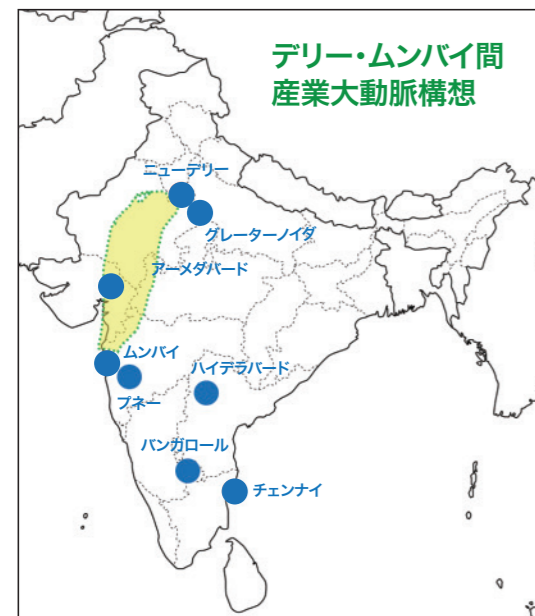 デリー・ムンバイ間
産業大動脈構想
ニューデリー
グレーターノイダ
アーメダバード
ムンバイ
ハイデラバード
プネー
バンガロール
チェンナイ